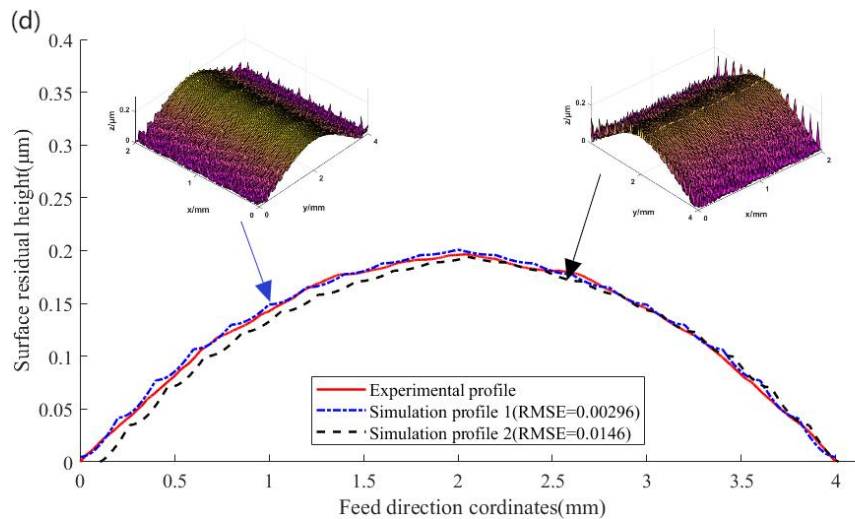 (d)
0.4
0.35
0.3
0.25
0.2
0.15
0.1
0.05
0
Surface residual height(μm)
0.2
0
z/μm
2
1
0
x/mm
0
2
4
y/mm
0.2
0
z/μm
0
2
4
y/mm
0
1
2
x/mm
Experimental profile
Simulation profile 1(RMSE=0.00296)
Simulation profile 2(RMSE=0.0146)
0 0.5 1 1.5 2 2.5 3 3.5 4
Feed direction cordinates(mm)